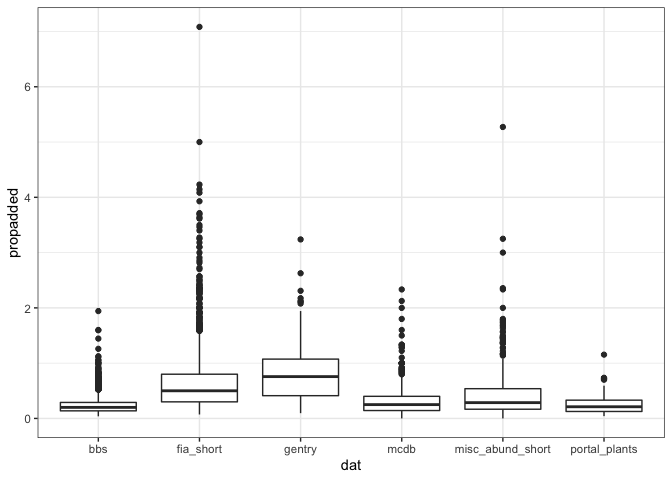 propadded
6
4
2
0
bbs fia_short gentry mcdb misc_abund_short portal_plants
dat